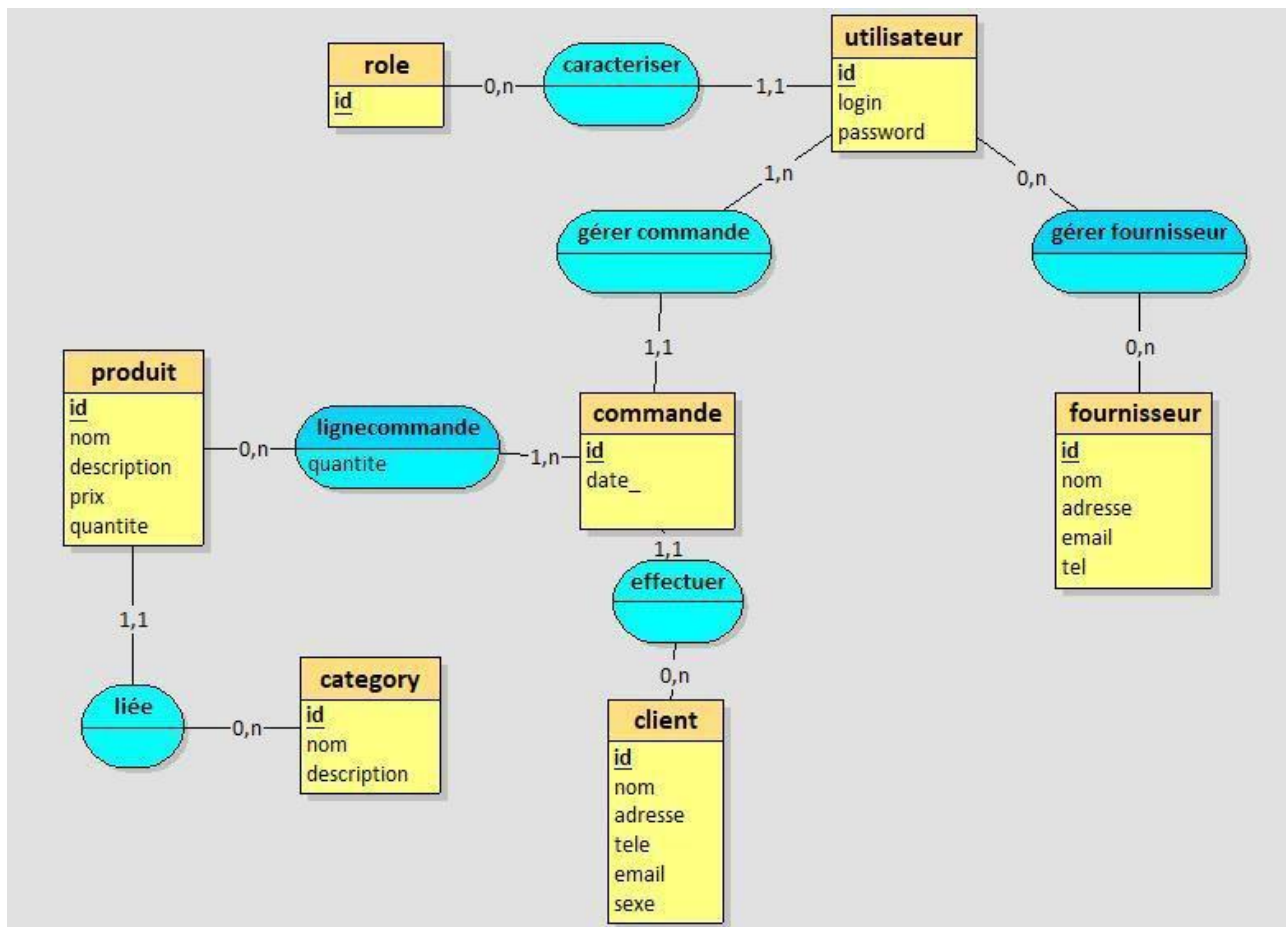 role
id
0,n
caracteriser
1,1
utilisateur
id
login
password
1,n
0,n
gérer commande
gérer fournisseur
1,1
0,n
produit
id
nom
description
prix
quantite
0,n
lignecommande
quantite
1,n
commande
id
date_
fournisseur
id
nom
adresse
email
tel
1,1
effectuer
0,n
1,1
liée
0,n
category
id
nom
description
client
id
nom
adresse
tele
email
sexe